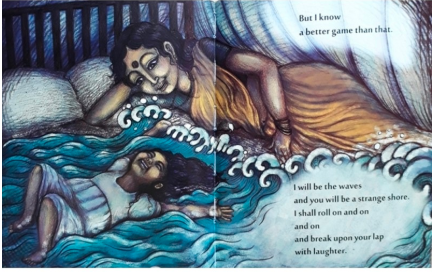 But I know
a better game than that.
I will be the waves
and you will be a strange shore.
I shall roll on and on
and on
and break upon your lap
with laughter.